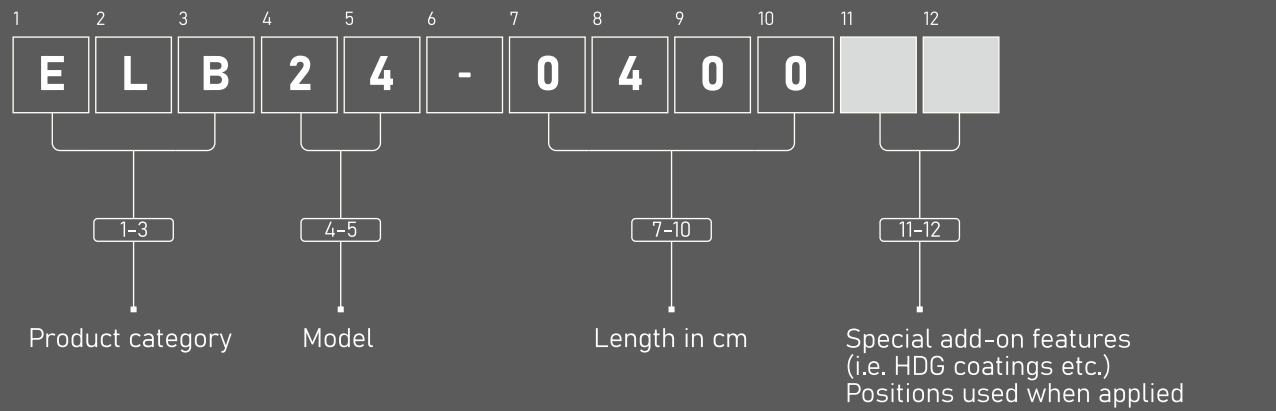 1 2 3 4 5 6 7 8 9 10 11 12
E L B 2 4 - 0 4 0 0
1-3 4-5 7-10 11-12
Product category Model Length in cm Special add-on features
(i.e. HDG coatings etc.)
Positions used when applied